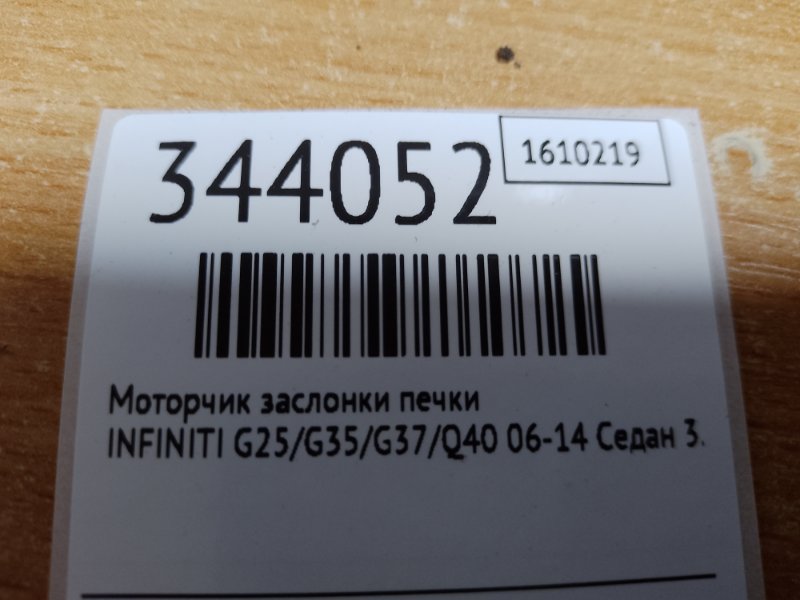 344052
1610219
Моторчик заслонки печки
INFINITI G25/G35/G37/Q40 06-14 Седан 3.